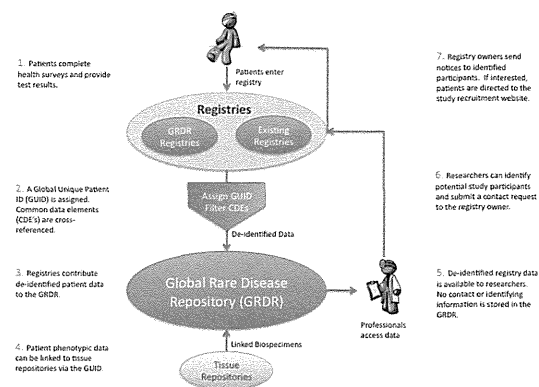 1. Patients complete
health surveys and provide
test results.
2. A Global Unique Patient
ID (GUID) is assigned.
Common data elements
(CDE's) are cross-
referenced.
3. Registries contribute
de-identified patient data
to the GRDR.
4. Patient phenotypic data
can be linked to tissue
repositories via the GUID.
Patients enter
registry
Registries
GRDR
Registries
Existing
Registries
Assign GUID
Filter CDEs
De-identified Data
Global Rare Disease
Repository (GRDR)
Linked Biospecimens
Tissue
Repositories
Professionals
access data
7. Registry owners send
notices to identified
participants. If interested,
patients are directed to the
study recruitment website.
6. Researchers can identify
potential study participants
and submit a contact request
to the registry owner.
5. De-identified registry data
is available to researchers.
No contact or identifying
information is stored in the
GRDR.